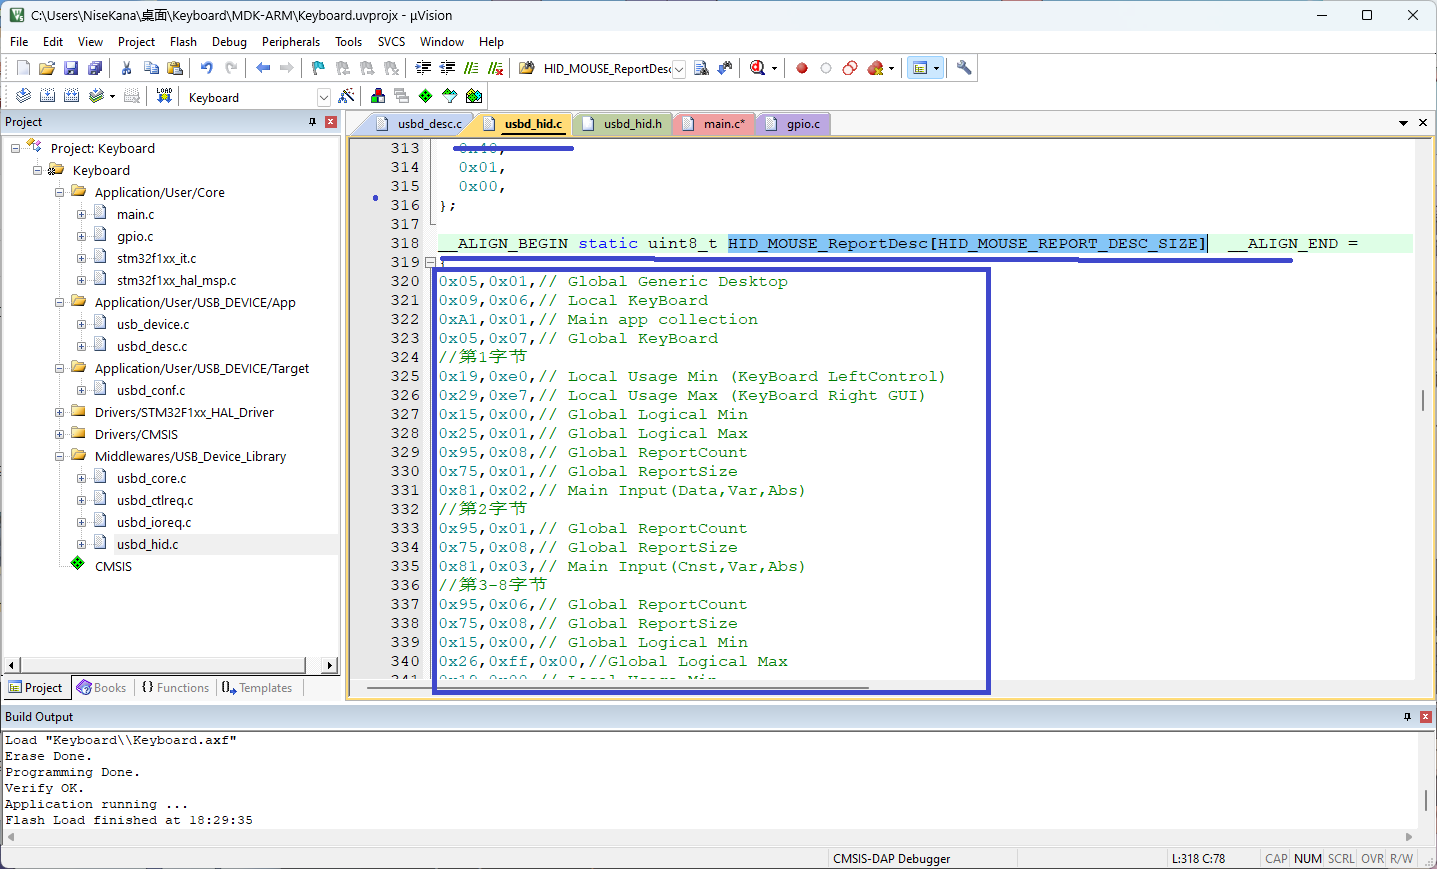 C:\Users\NiseKana\桌面\Keyboard\MDK-ARM\Keyboard.uvprojx - µVision
File Edit View Project Flash Debug Peripherals Tools SVCS Window Help
HID_MOUSE_ReportDesc
LOAD
Keyboard
Project
Project: Keyboard
Keyboard
Application/User/Core
main.c
gpio.c
stm32f1xx_it.c
stm32f1xx_hal_msp.c
Application/User/USB_DEVICE/App
usb_device.c
usbd_desc.c
Application/User/USB_DEVICE/Target
usbd_conf.c
Drivers/STM32F1xx_HAL_Driver
Drivers/CMSIS
Middlewares/USB_Device_Library
usbd_core.c
usbd_ctlreq.c
usbd_ioreq.c
usbd_hid.c
CMSIS
Project Books {} Functions Templates
usbd_desc.c usbd_hid.c usbd_hid.h main.c* gpio.c
313
314 0x01,
315 0x00,
316 };
317
318 __ALIGN_BEGIN static uint8_t HID_MOUSE_ReportDesc[HID_MOUSE_REPORT_DESC_SIZE] __ALIGN_END =
319
320 0x05,0x01,// Global Generic Desktop
321 0x09,0x06,// Local KeyBoard
322 0xA1,0x01,// Main app collection
323 0x05,0x07,// Global KeyBoard
324 //第1字节
325 0x19,0xe0,// Local Usage Min (KeyBoard LeftControl)
326 0x29,0xe7,// Local Usage Max (KeyBoard Right GUI)
327 0x15,0x00,// Global Logical Min
328 0x25,0x01,// Global Logical Max
329 0x95,0x08,// Global ReportCount
330 0x75,0x01,// Global ReportSize
331 0x81,0x02,// Main Input(Data,Var,Abs)
332 //第2字节
333 0x95,0x01,// Global ReportCount
334 0x75,0x08,// Global ReportSize
335 0x81,0x03,// Main Input(Cnst,Var,Abs)
336 //第3-8字节
337 0x95,0x06,// Global ReportCount
338 0x75,0x08,// Global ReportSize
339 0x15,0x00,// Global Logical Min
340 0x26,0xff,0x00,//Global Logical Max
Build Output
Load "Keyboard\\Keyboard.axf"
Erase Done.
Programming Done.
Verify OK.
Application running ...
Flash Load finished at 18:29:35
CMSIS-DAP Debugger L:318 C:78 CAP NUM SCRL OVR R/W